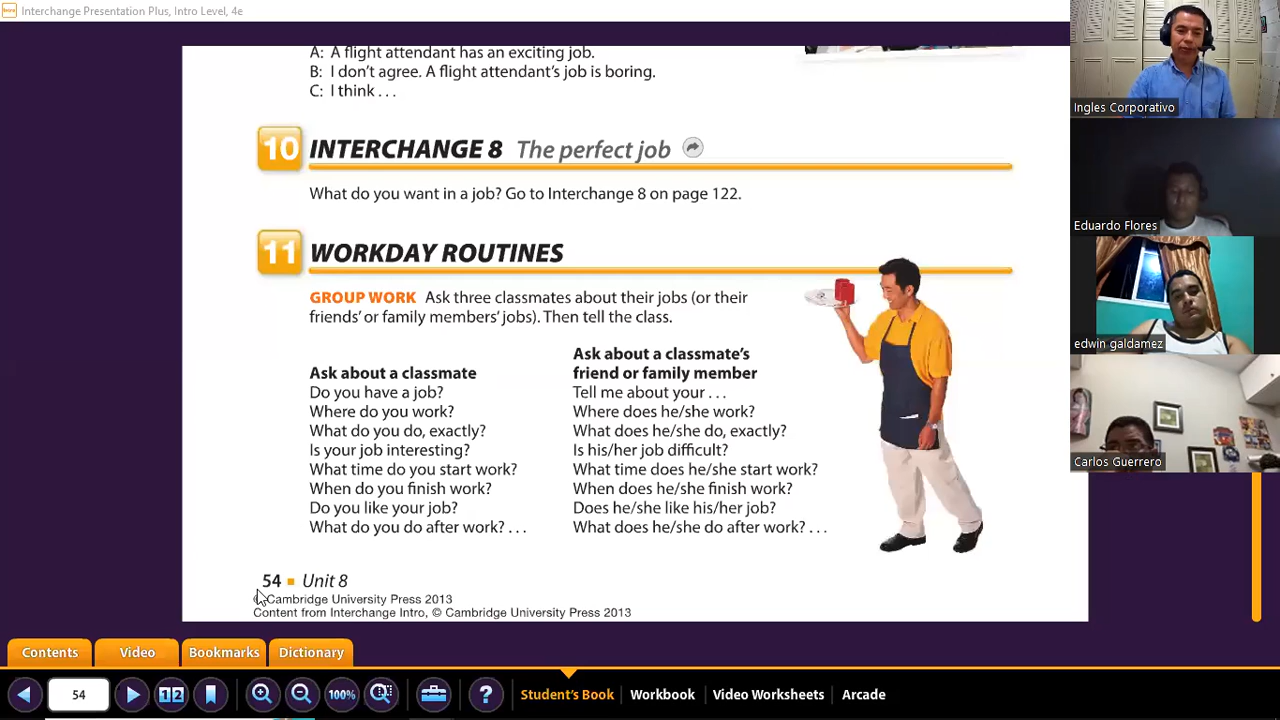 Interchange Presentation Plus, Intro Level, 4e
A: A flight attendant has an exciting job.
B: I don't agree. A flight attendant's job is boring.
C: I think . . .
10 INTERCHANGE 8 The perfect job
What do you want in a job? Go to Interchange 8 on page 122.
11 WORKDAY ROUTINES
GROUP WORK Ask three classmates about their jobs (or their
friends' or family members' jobs). Then tell the class.
Ask about a classmate
Do you have a job?
Where do you work?
What do you do, exactly?
Is your job interesting?
What time do you start work?
When do you finish work?
Do you like your job?
What do you do after work? . . .
Ask about a classmate's
friend or family member
Tell me about your . . .
Where does he/she work?
What does he/she do, exactly?
Is his/her job difficult?
What time does he/she start work?
When does he/she finish work?
Does he/she like his/her job?
What does he/she do after work? . . .
54 ▪ Unit 8
© Cambridge University Press 2013
Content from Interchange Intro, © Cambridge University Press 2013
Ingles Corporativo
Eduardo Flores
edwin galdamez
Carlos Guerrero
Contents Video Bookmarks Dictionary
54 1 2 100% ? Student's Book Workbook Video Worksheets Arcade